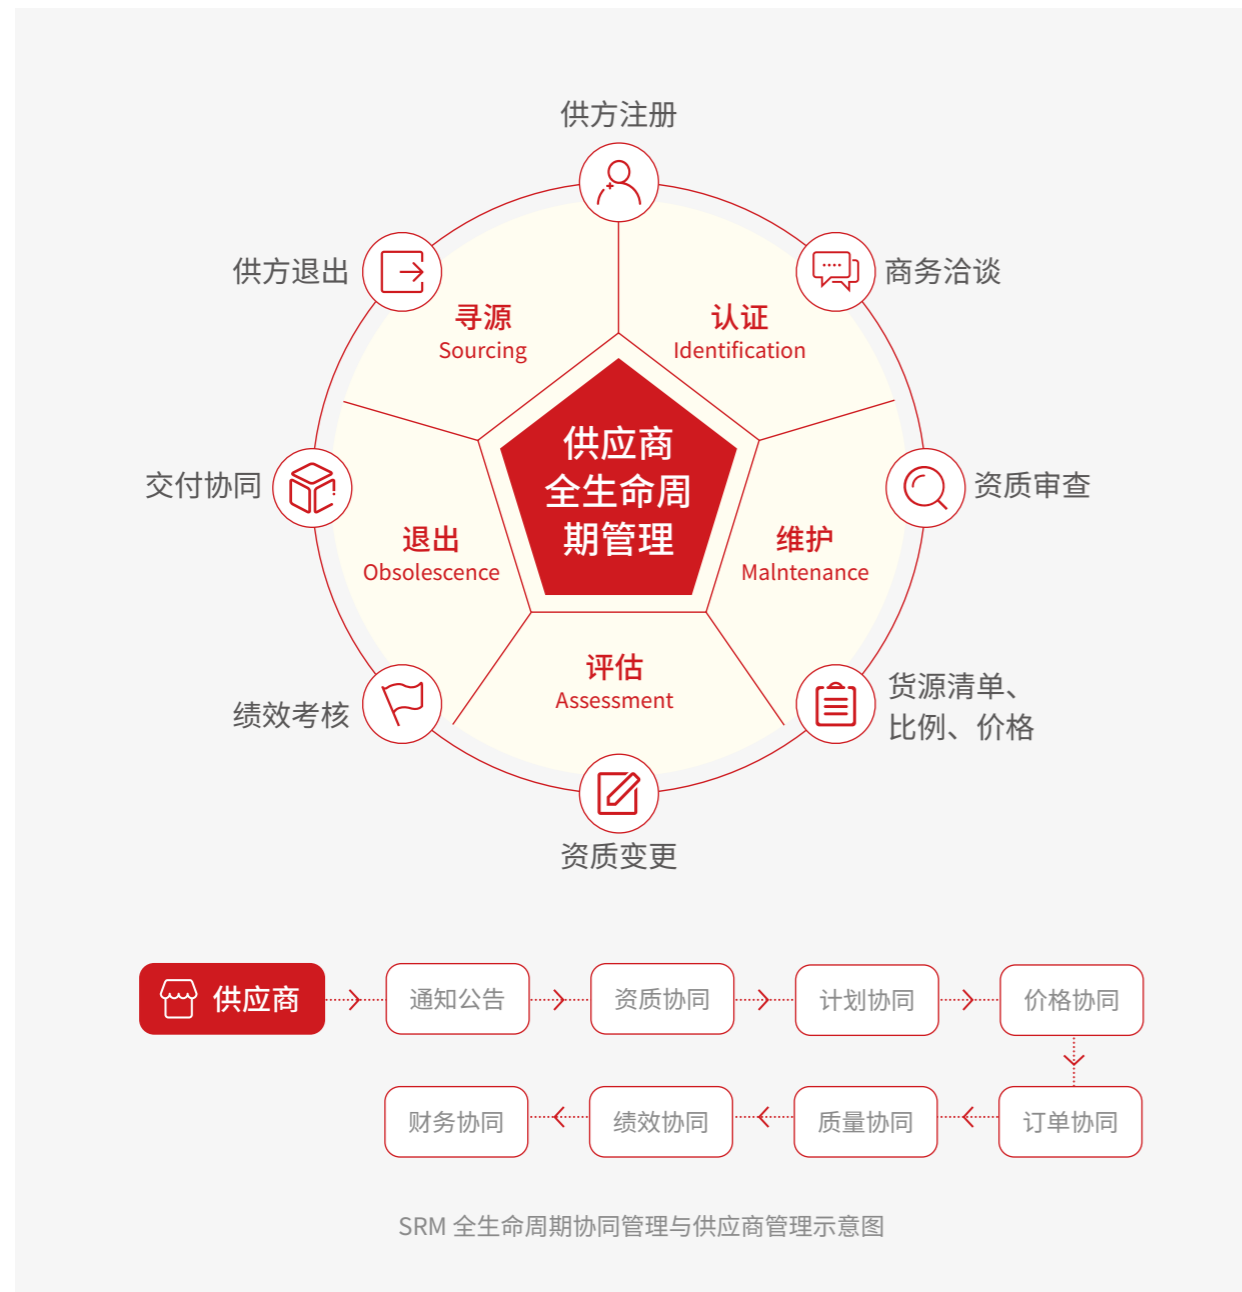 供方注册
供方退出
商务洽谈
寻源
Sourcing
认证
Identification
供应商
全生命周
期管理
交付协同
资质审查
退出
Obsolescence
维护
Malntenance
评估
Assessment
绩效考核
货源清单、
比例、价格
资质变更
供应商
通知公告
资质协同
计划协同
价格协同
财务协同
绩效协同
质量协同
订单协同
SRM 全生命周期协同管理与供应商管理示意图